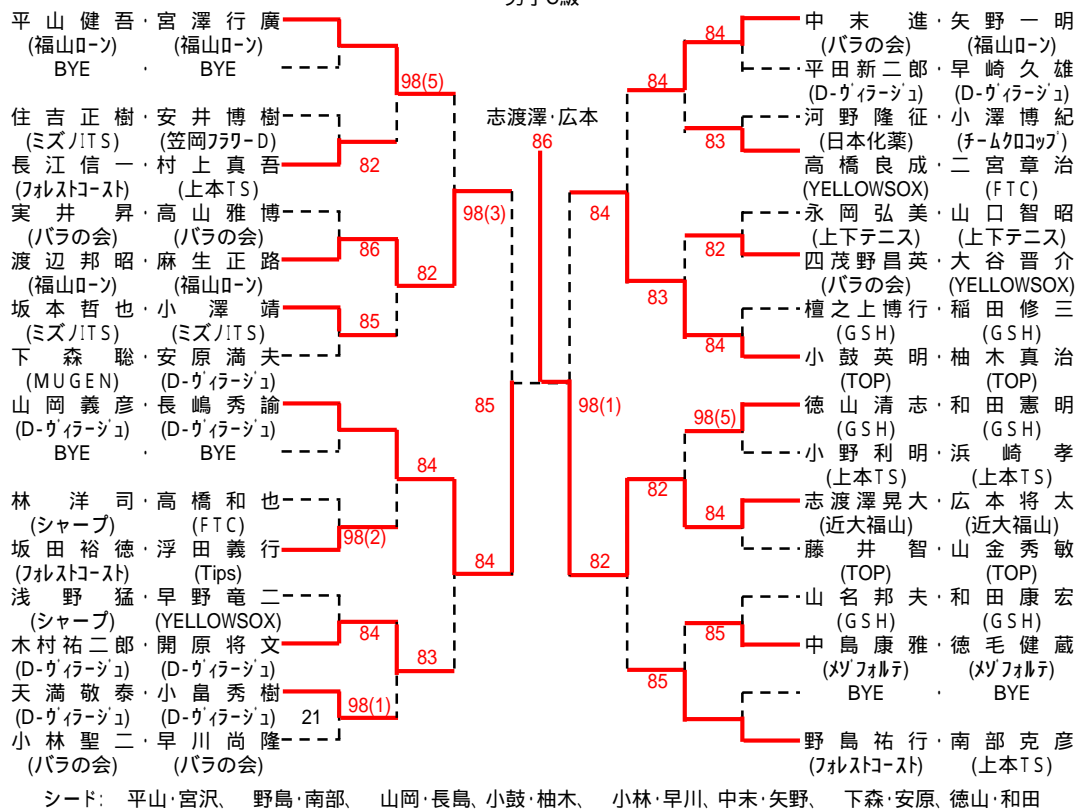 平山健吾・宮澤行廣
(福山ローン) (福山ローン)
BYE ・ BYE
98(5)
住吉正樹・安井博樹
(ミズノITS) (笠岡フラワーD)
82
長江信一・村上真吾
(フォレストコースト) (上本TS)
98(3)
実井昇・高山雅博
(バラの会) (バラの会)
86
渡辺邦昭・麻生正路
(福山ローン) (福山ローン)
82
坂本哲也・小澤靖
(ミズノITS) (ミズノITS)
85
下森聡・安原満夫
(MUGEN) (D-ヴィラージュ)
85
山岡義彦・長嶋秀諭
(D-ヴィラージュ) (D-ヴィラージュ)
BYE ・ BYE
84
林洋司・高橋和也
(シャープ) (FTC)
98(2)
坂田裕徳・浮田義行
(フォレストコースト) (Tips)
84
浅野猛・早野竜二
(シャープ) (YELLOWSOX)
84
木村祐二郎・開原将文
(D-ヴィラージュ) (D-ヴィラージュ)
83
天満敬泰・小畠秀樹
(D-ヴィラージュ) (D-ヴィラージュ) 21
98(1)
小林聖二・早川尚隆
(バラの会) (バラの会)
志渡澤・広本
86
中末進・矢野一明
(バラの会) (福山ローン)
84
平田新二郎・早崎久雄
(D-ヴィラージュ) (D-ヴィラージュ)
84
河野隆征・小澤博紀
(日本化薬) (チームクロコップ)
83
高橋良成・二宮章治
(YELLOWSOX) (FTC)
84
永岡弘美・山口智昭
(上下テニス) (上下テニス)
82
四茂野昌英・大谷晋介
(バラの会) (YELLOWSOX)
83
檀之上博行・稲田修三
(GSH) (GSH)
84
小鼓英明・柚木真治
(TOP) (TOP)
98(1)
徳山清志・和田憲明
(GSH) (GSH)
98(5)
小野利明・浜崎孝
(上本TS) (上本TS)
82
志渡澤晃大・広本将太
(近大福山) (近大福山)
84
藤井智・山金秀敏
(TOP) (TOP)
82
山名邦夫・和田康宏
(GSH) (GSH)
85
中島康雅・徳毛健蔵
(メゾフォルテ) (メゾフォルテ)
85
BYE ・ BYE
野島祐行・南部克彦
(フォレストコースト) (上本TS)
シード: 平山・宮沢、 野島・南部、 山岡・長島、小鼓・柚木、 小林・早川、中末・矢野、 下森・安原、徳山・和田